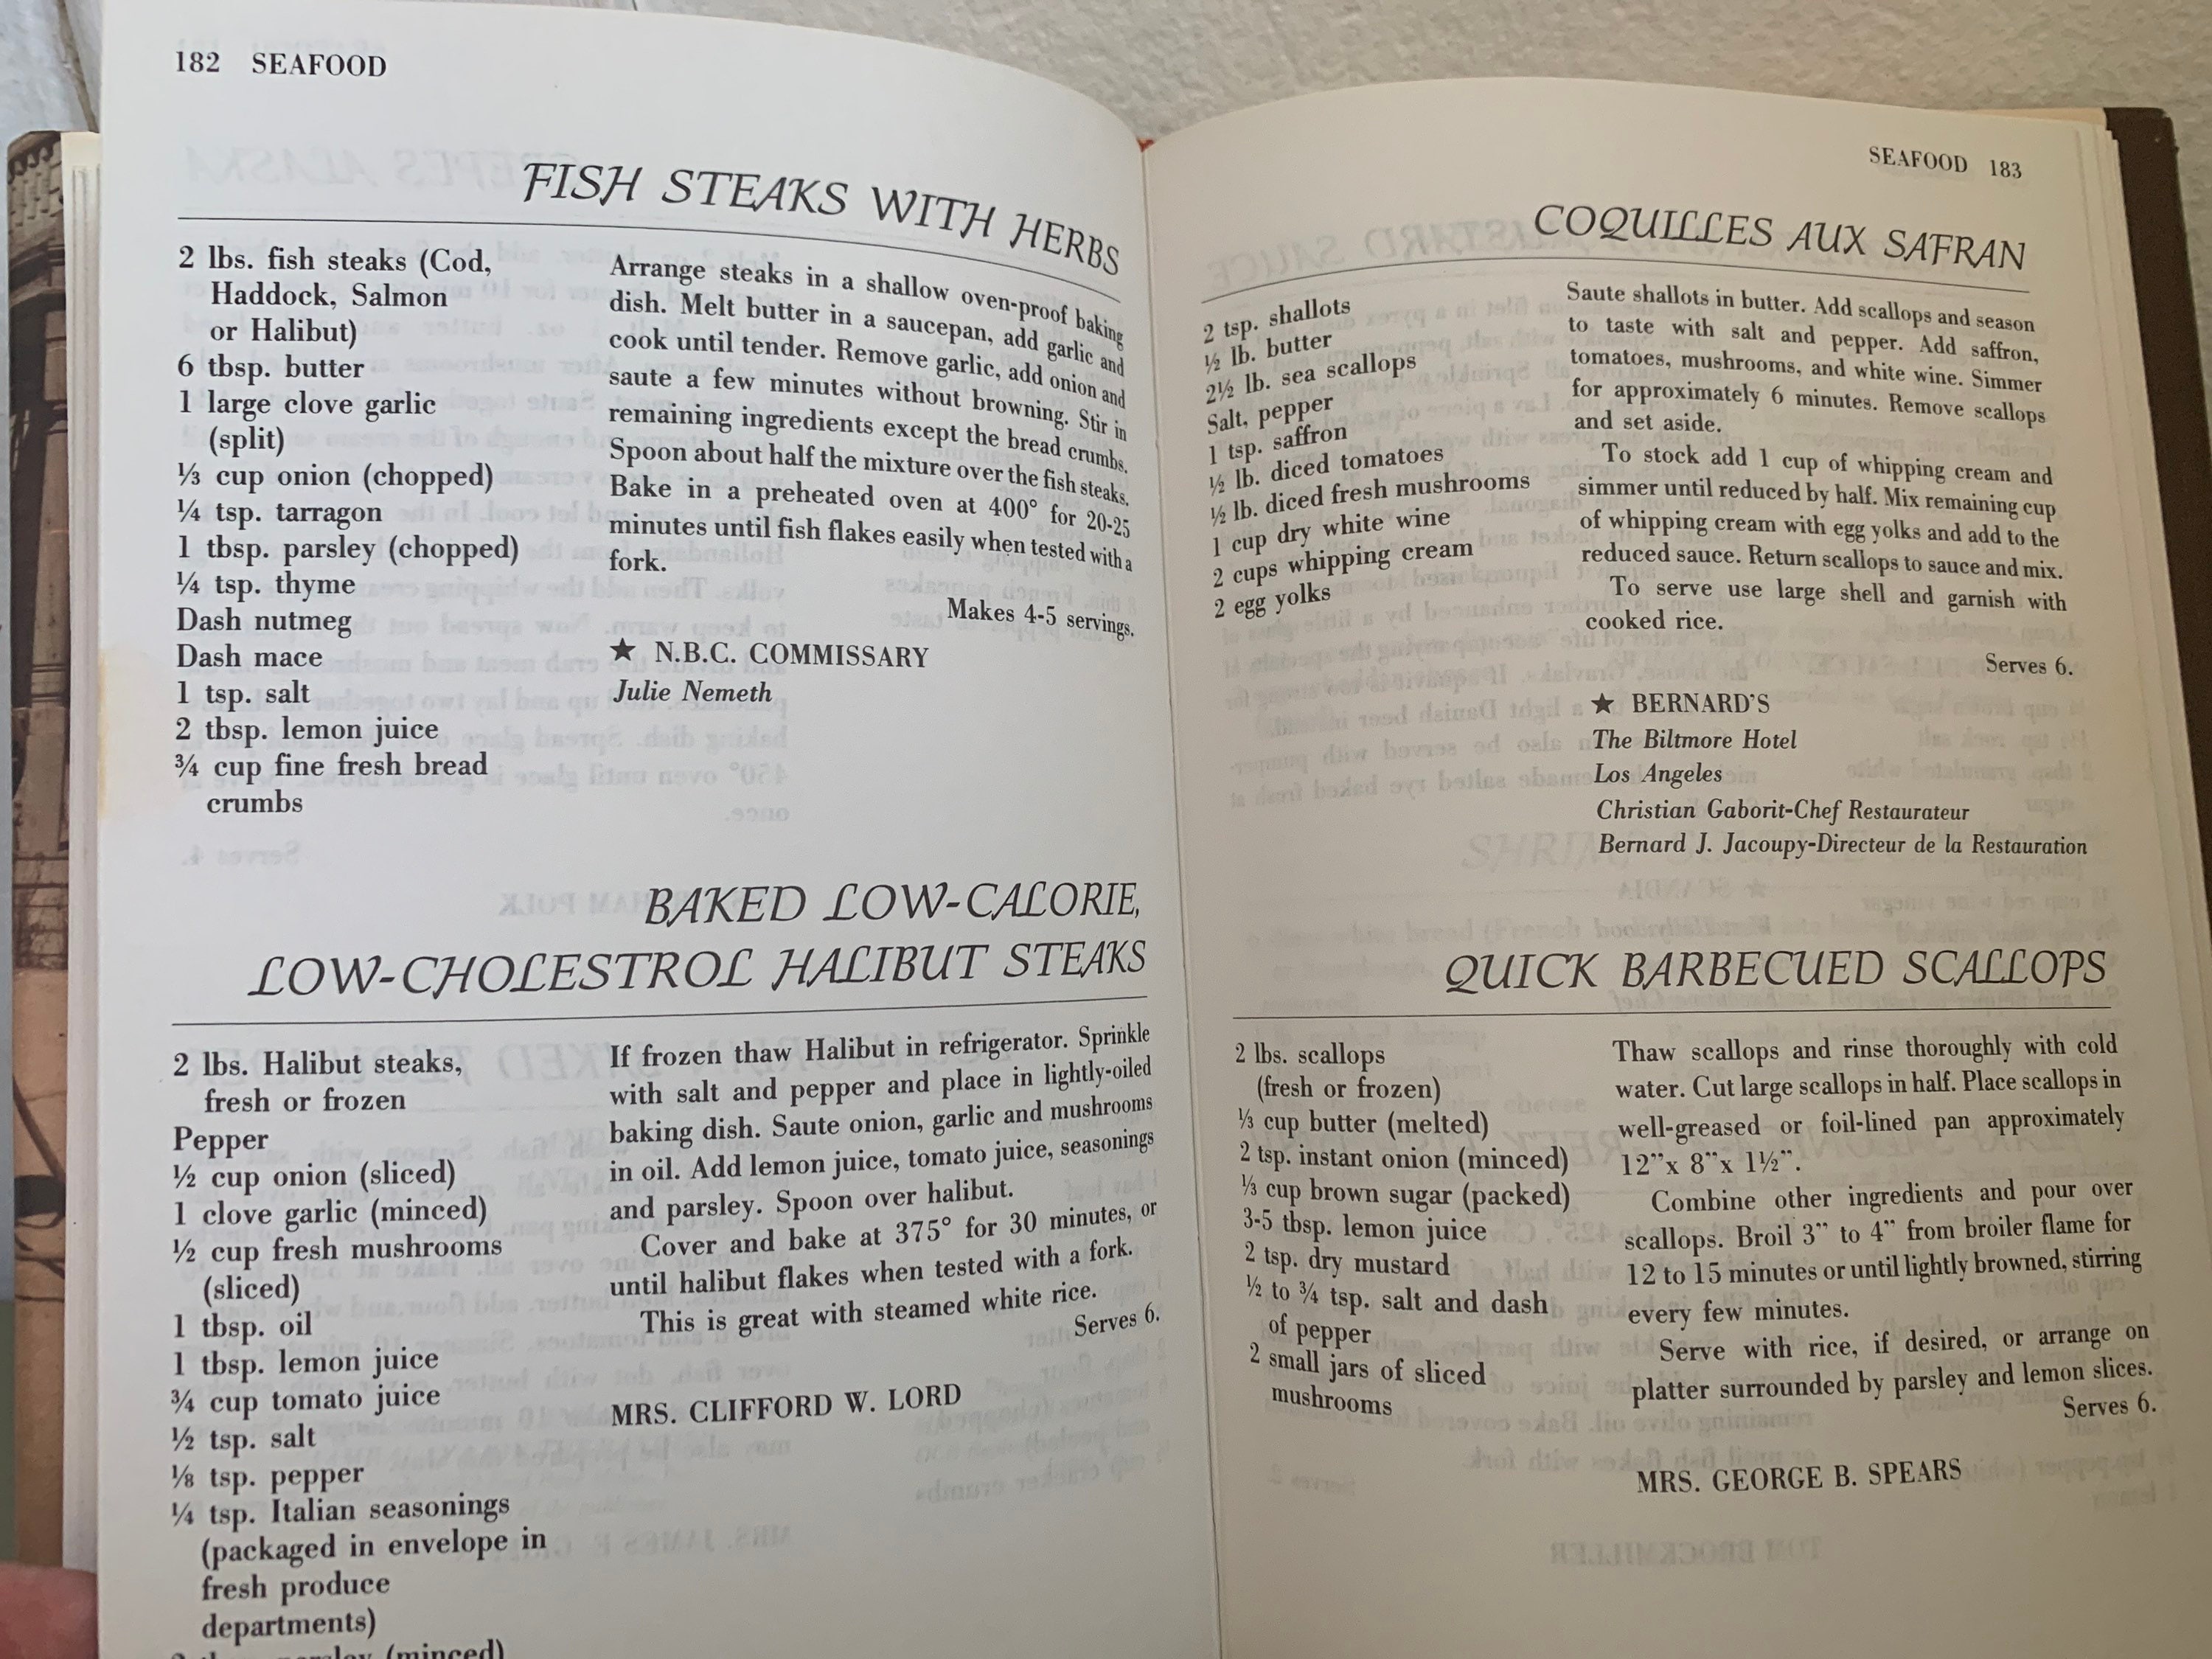 182 SEAFOOD
FISH STEAKS WITH HERBS
2 lbs. fish steaks (Cod,
Haddock, Salmon
or Halibut)
6 tbsp. butter
1 large clove garlic
(split)
⅓ cup onion (chopped)
¼ tsp. tarragon
1 tbsp. parsley (chopped)
¼ tsp. thyme
Dash nutmeg
Dash mace
1 tsp. salt
2 tbsp. lemon juice
¾ cup fine fresh bread
crumbs
Arrange steaks in a shallow oven-proof baking
dish. Melt butter in a saucepan, add garlic and
cook until tender. Remove garlic, add onion and
saute a few minutes without browning. Stir in
remaining ingredients except the bread crumbs.
Spoon about half the mixture over the fish steaks.
Bake in a preheated oven at 400° for 20-25
minutes until fish flakes easily when tested with a
fork.
Makes 4-5 servings.
★ N.B.C. COMMISSARY
Julie Nemeth
BAKED LOW-CALORIE,
LOW-CHOLESTROL HALIBUT STEAKS
2 lbs. Halibut steaks,
fresh or frozen
Pepper
½ cup onion (sliced)
1 clove garlic (minced)
½ cup fresh mushrooms
(sliced)
1 tbsp. oil
1 tbsp. lemon juice
¾ cup tomato juice
½ tsp. salt
⅛ tsp. pepper
¼ tsp. Italian seasonings
(packaged in envelope in
fresh produce
departments)
parsley (minced)
If frozen thaw Halibut in refrigerator. Sprinkle
with salt and pepper and place in lightly-oiled
baking dish. Saute onion, garlic and mushrooms
in oil. Add lemon juice, tomato juice, seasonings
and parsley. Spoon over halibut.
Cover and bake at 375° for 30 minutes, or
until halibut flakes when tested with a fork.
This is great with steamed white rice.
Serves 6.
MRS. CLIFFORD W. LORD
SEAFOOD 183
COQUILLES AUX SAFRAN
2 tsp. shallots
½ lb. butter
2½ lb. sea scallops
Salt, pepper
1 tsp. saffron
½ lb. diced tomatoes
½ lb. diced fresh mushrooms
1 cup dry white wine
2 cups whipping cream
2 egg yolks
Saute shallots in butter. Add scallops and season
to taste with salt and pepper. Add saffron,
tomatoes, mushrooms, and white wine. Simmer
for approximately 6 minutes. Remove scallops
and set aside.
To stock add 1 cup of whipping cream and
simmer until reduced by half. Mix remaining cup
of whipping cream with egg yolks and add to the
reduced sauce. Return scallops to sauce and mix.
To serve use large shell and garnish with
cooked rice.
Serves 6.
★ BERNARD'S
The Biltmore Hotel
Los Angeles
Christian Gaborit-Chef Restaurateur
Bernard J. Jacoupy-Directeur de la Restauration
QUICK BARBECUED SCALLOPS
2 lbs. scallops
(fresh or frozen)
⅓ cup butter (melted)
2 tsp. instant onion (minced)
⅓ cup brown sugar (packed)
3-5 tbsp. lemon juice
2 tsp. dry mustard
½ to ¾ tsp. salt and dash
of pepper
2 small jars of sliced
mushrooms
Thaw scallops and rinse thoroughly with cold
water. Cut large scallops in half. Place scallops in
well-greased or foil-lined pan approximately
12”x 8”x 1½”.
Combine other ingredients and pour over
scallops. Broil 3” to 4” from broiler flame for
12 to 15 minutes or until lightly browned, stirring
every few minutes.
Serve with rice, if desired, or arrange on
platter surrounded by parsley and lemon slices.
Serves 6.
MRS. GEORGE B. SPEARS